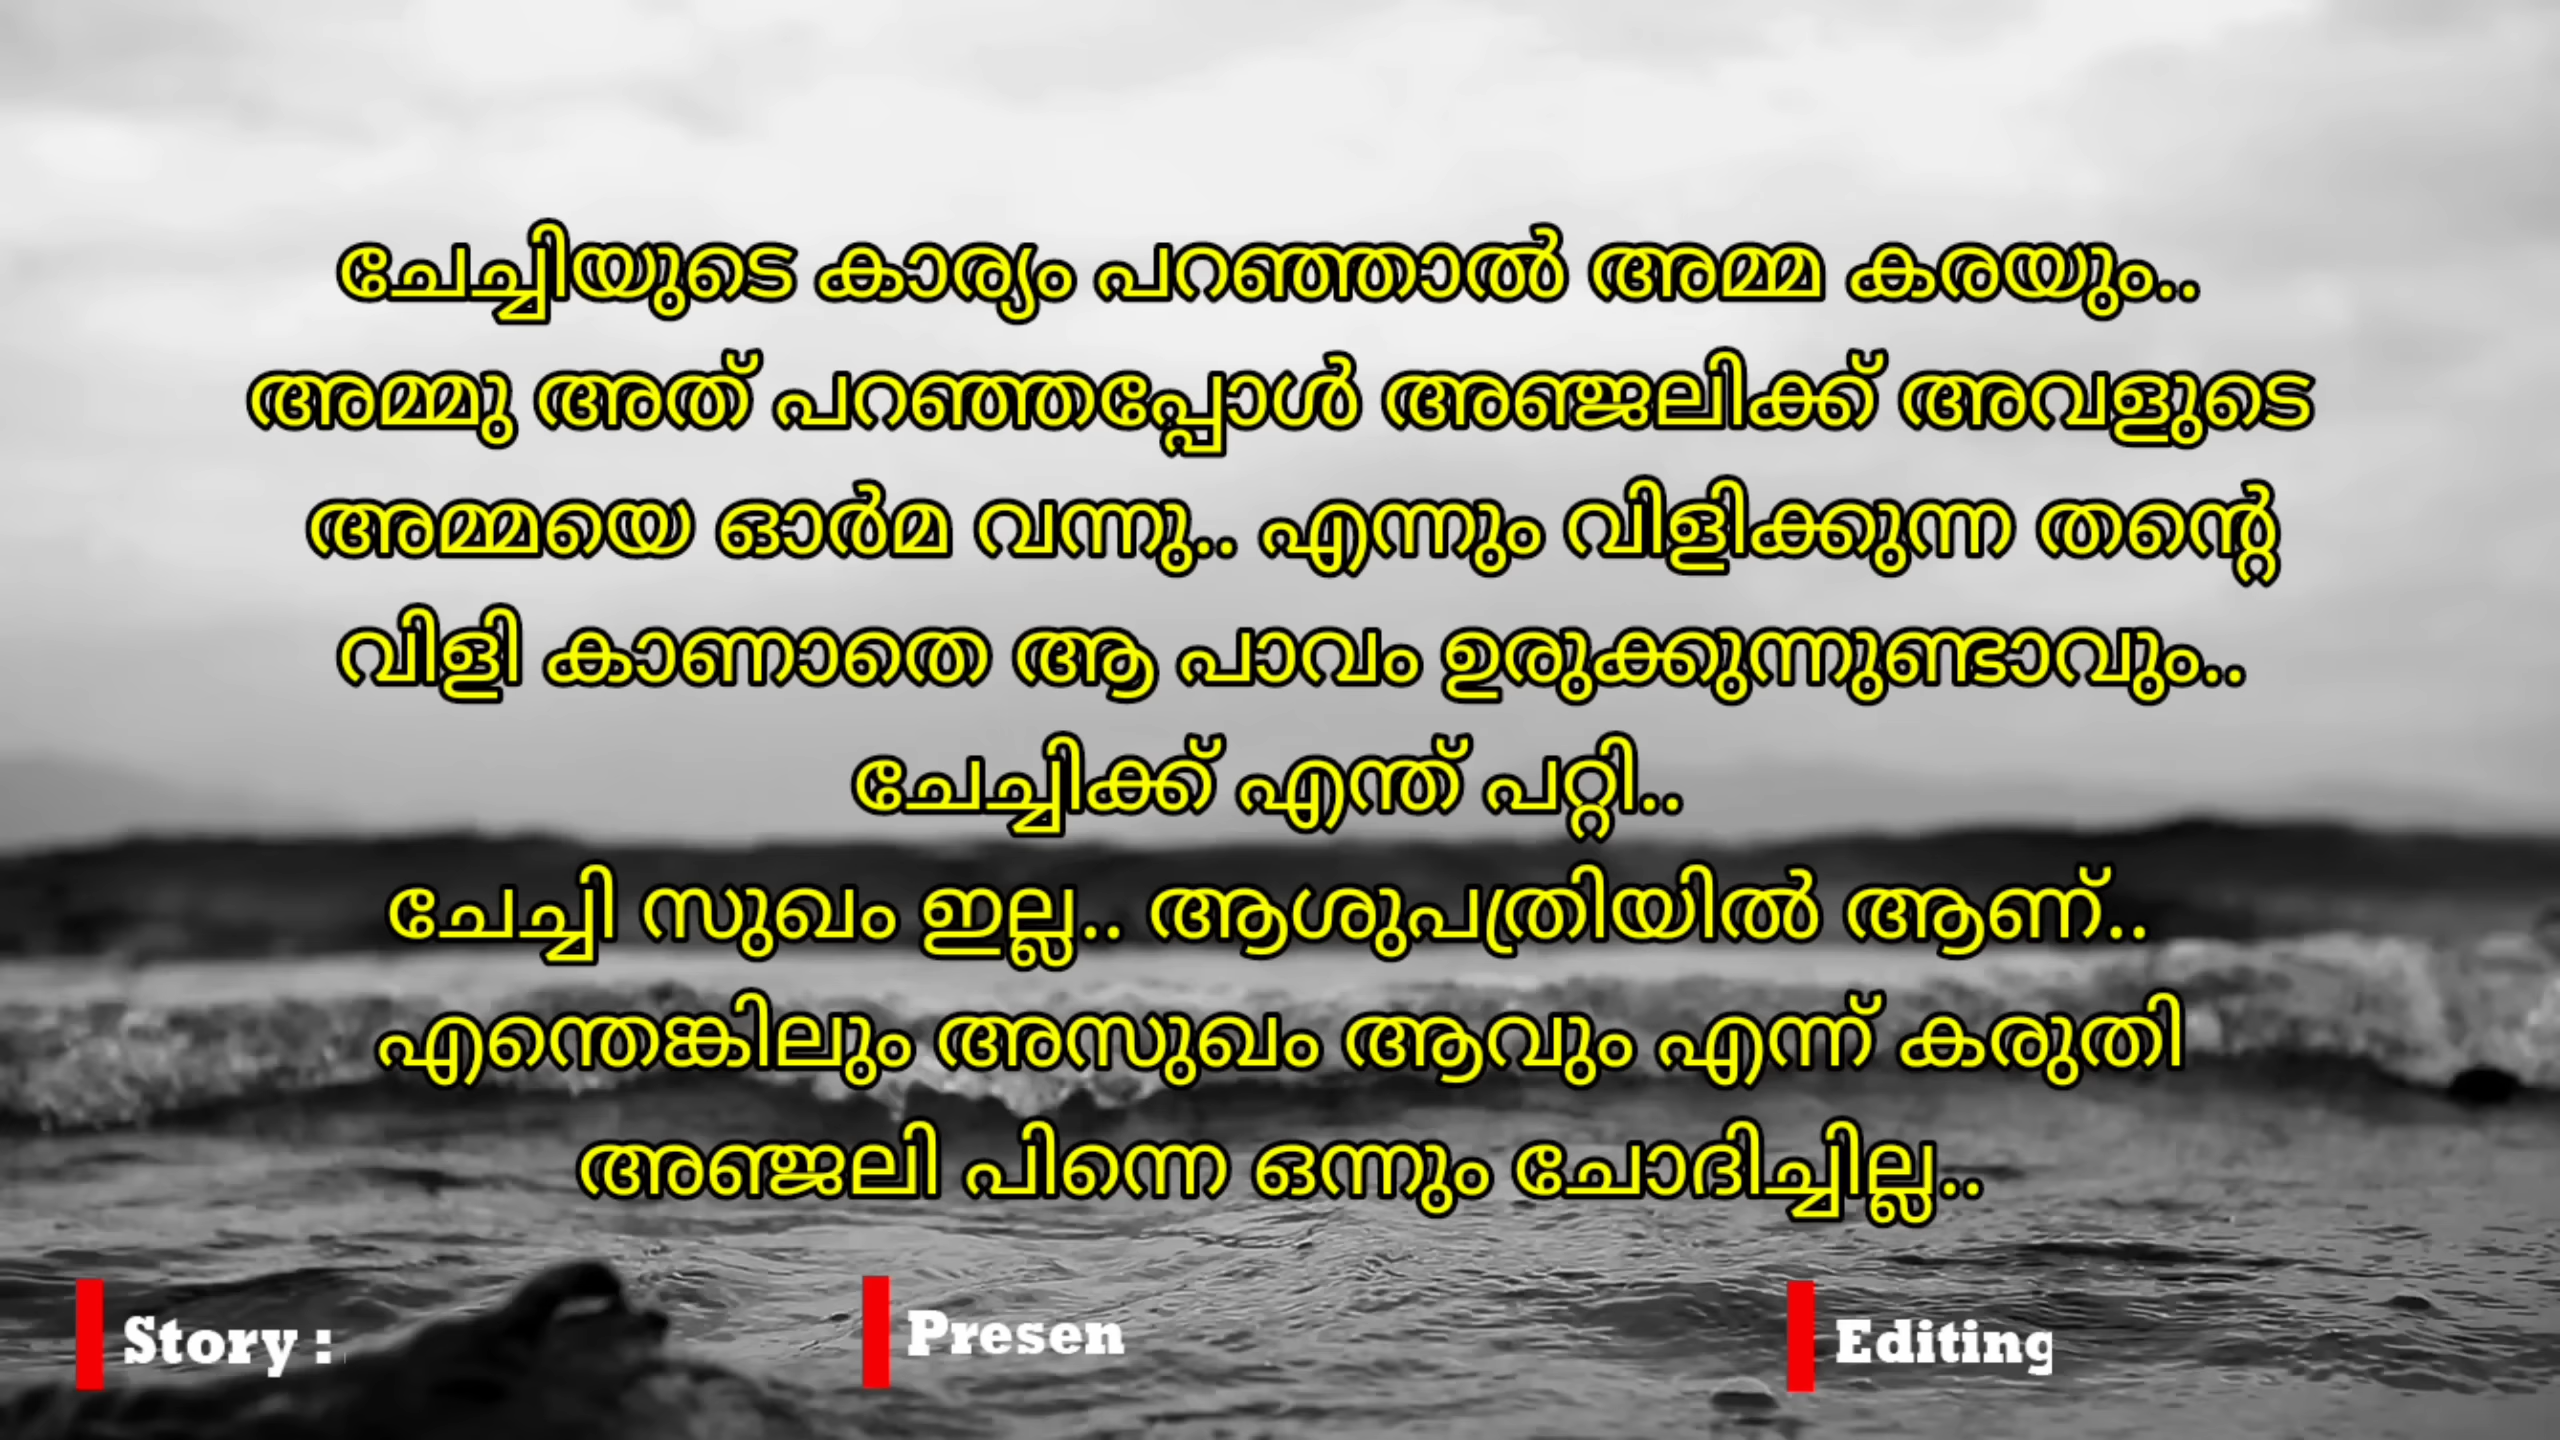 ചേച്ചിയുടെ കാര്യം പറഞ്ഞാൽ അമ്മ കരയും..
അമ്മു അത് പറഞ്ഞപ്പോൾ അഞ്ജലിക്ക് അവളുടെ
അമ്മയെ ഓർമ വന്നു.. എന്നും വിളിക്കുന്ന തന്റെ
വിളി കാണാതെ ആ പാവം ഉരുക്കുന്നുണ്ടാവും..
ചേച്ചിക്ക് എന്ത് പറ്റി..
ചേച്ചി സുഖം ഇല്ല.. ആശുപത്രിയിൽ ആണ്..
എന്തെങ്കിലും അസുഖം ആവും എന്ന് കരുതി
അഞ്ജലി പിന്നെ ഒന്നും ചോദിച്ചില്ല..
Story : Presen Editing